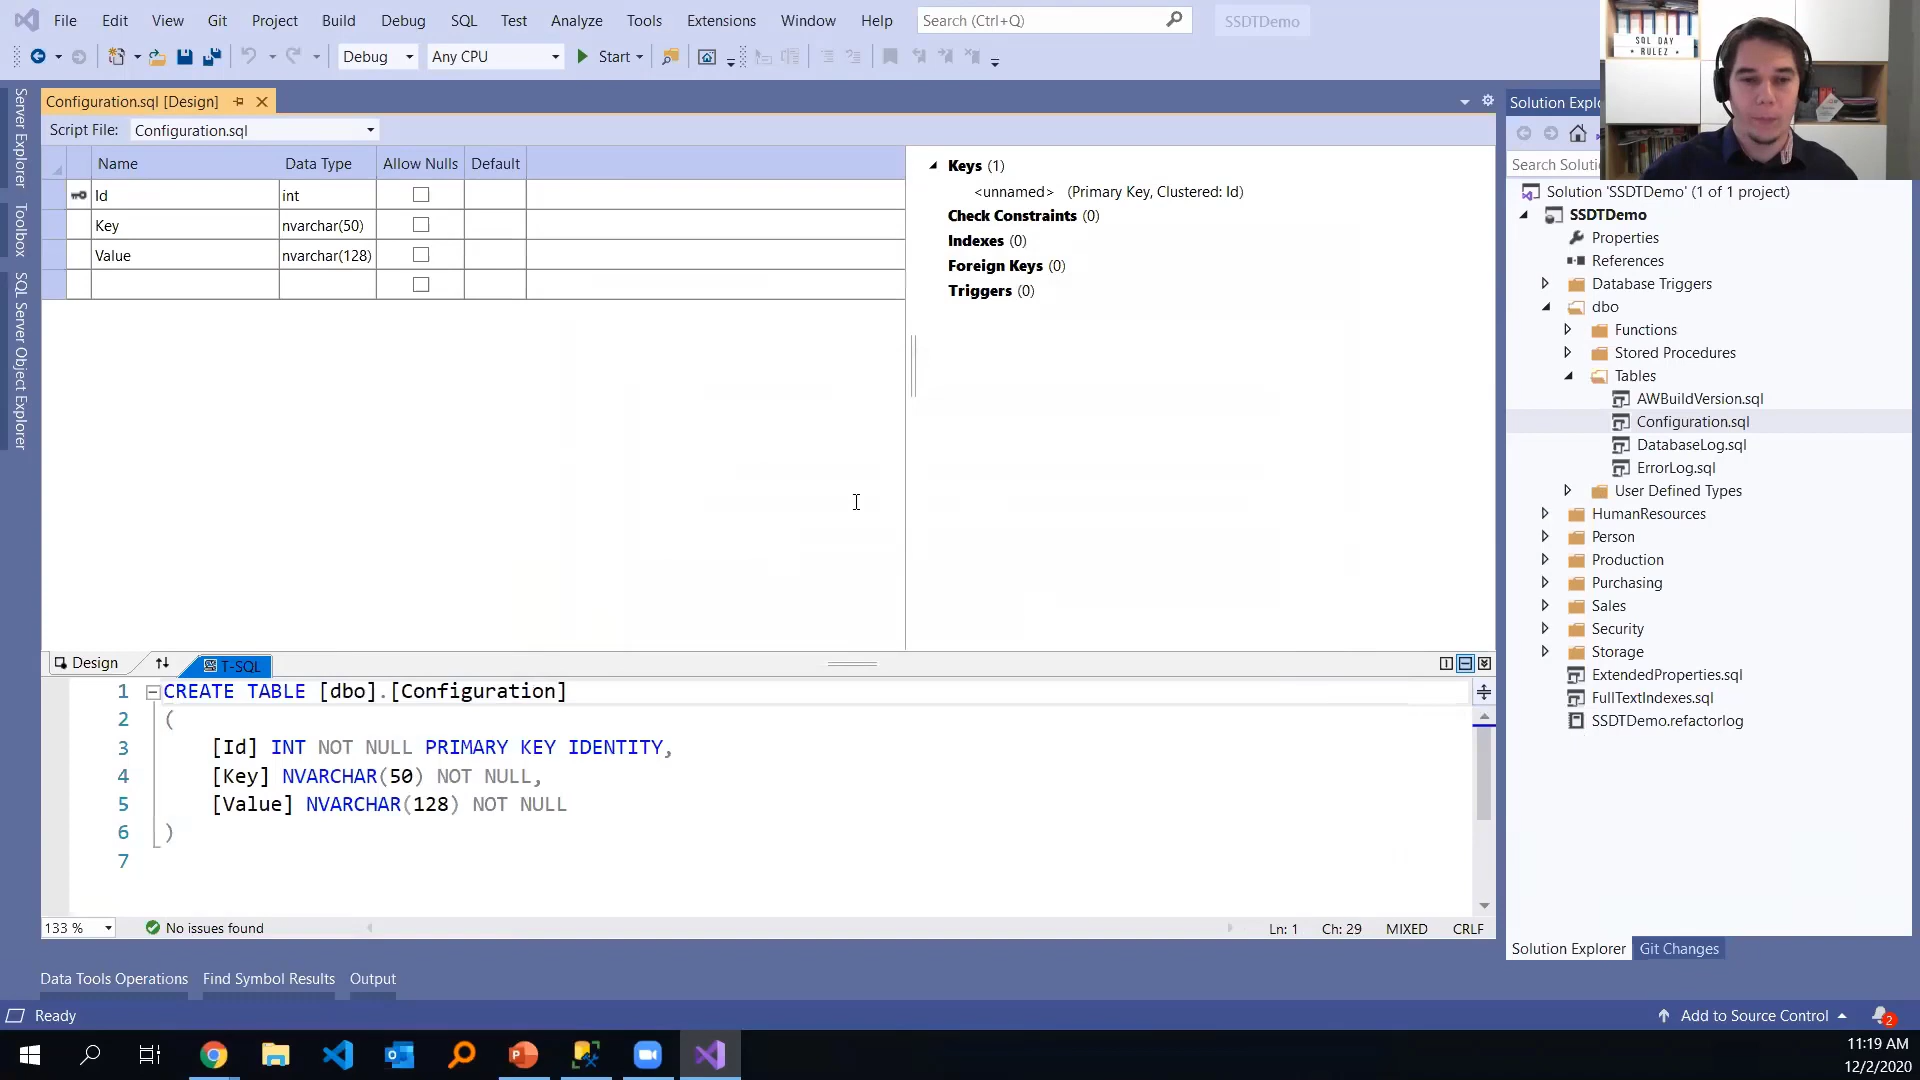 File Edit View Git Project Build Debug SQL Test Analyze Tools Extensions Window Help Search (Ctrl+Q) SSDTDemo
SQL DAY
• RULEZ •
Debug Any CPU Start
Server Explorer
Toolbox
SQL Server Object Explorer
Configuration.sql [Design]
Script File: Configuration.sql
Name Data Type Allow Nulls Default
Id int
Key nvarchar(50)
Value nvarchar(128)
Keys (1)
<unnamed> (Primary Key, Clustered: Id)
Check Constraints (0)
Indexes (0)
Foreign Keys (0)
Triggers (0)
Design T-SQL
1 CREATE TABLE [dbo].[Configuration]
2 (
3 [Id] INT NOT NULL PRIMARY KEY IDENTITY,
4 [Key] NVARCHAR(50) NOT NULL,
5 [Value] NVARCHAR(128) NOT NULL
6 )
7
133 % No issues found Ln: 1 Ch: 29 MIXED CRLF
Solution Explo
Search Soluti
Solution 'SSDTDemo' (1 of 1 project)
SSDTDemo
Properties
References
Database Triggers
dbo
Functions
Stored Procedures
Tables
AWBuildVersion.sql
Configuration.sql
DatabaseLog.sql
ErrorLog.sql
User Defined Types
HumanResources
Person
Production
Purchasing
Sales
Security
Storage
ExtendedProperties.sql
FullTextIndexes.sql
SSDTDemo.refactorlog
Solution Explorer Git Changes
Data Tools Operations Find Symbol Results Output
Ready Add to Source Control 2
11:19 AM
12/2/2020